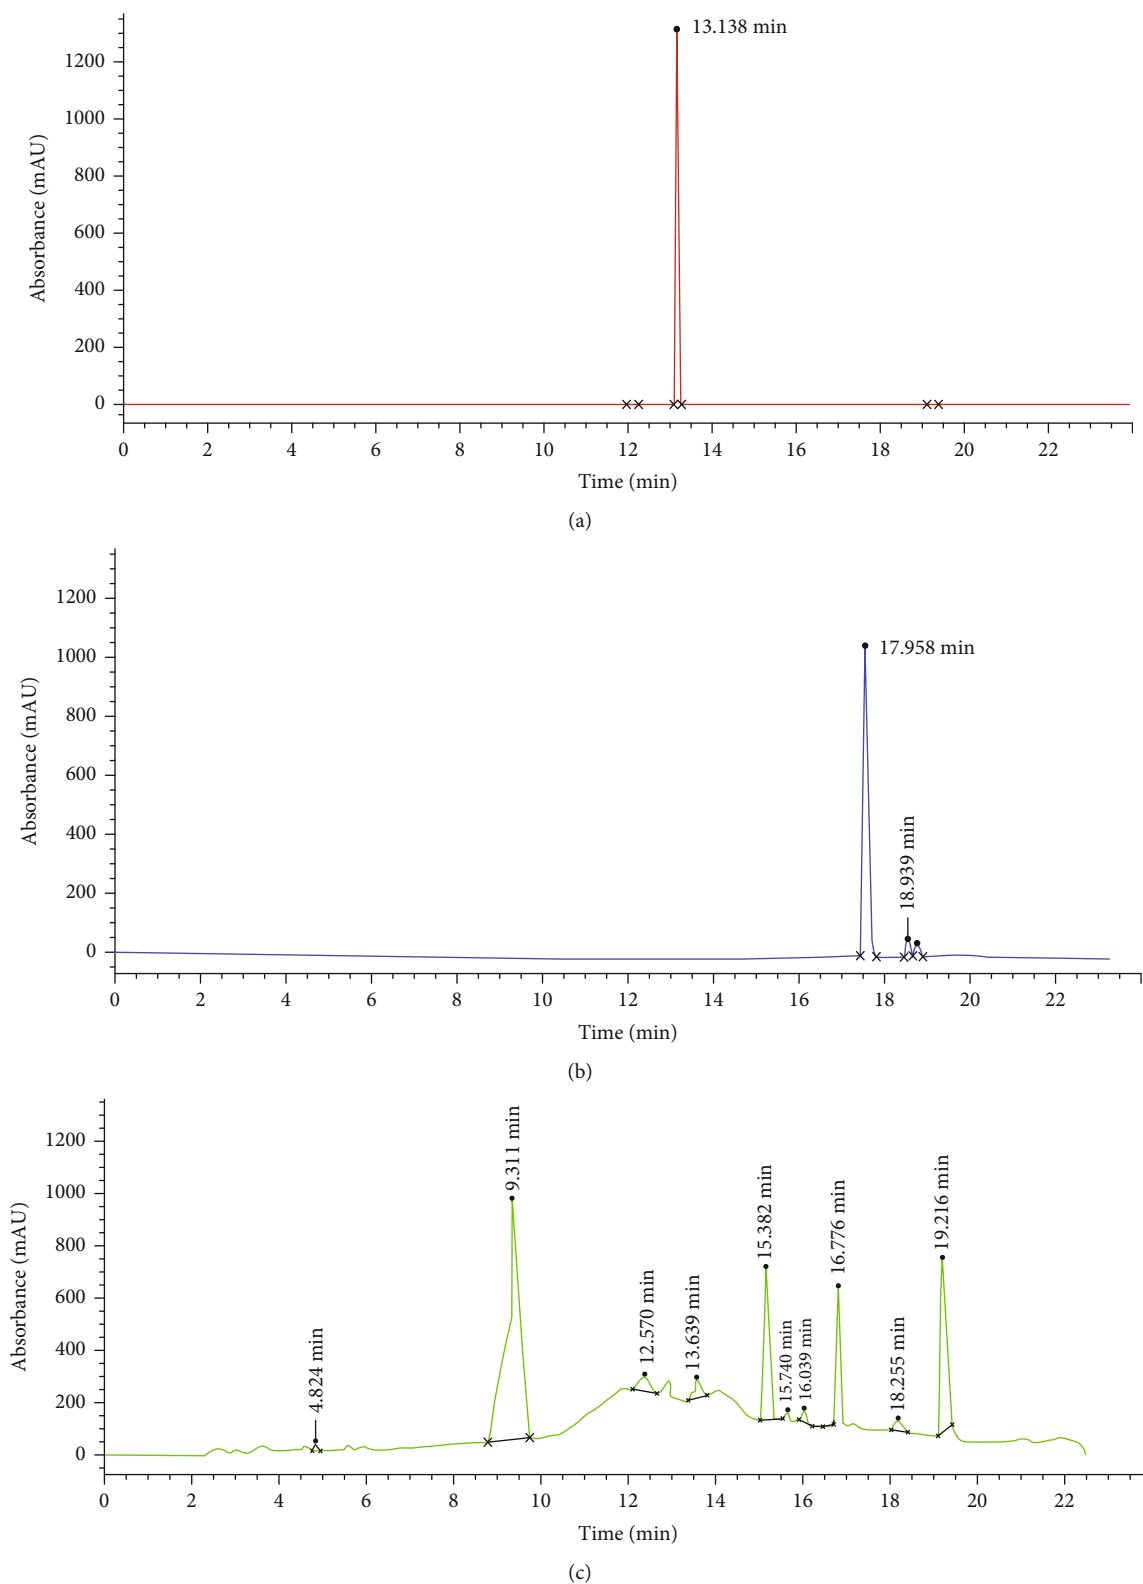 13.138 min
1200
1000
800
600
400
200
0
Absorbance (mAU)
0 2 4 6 8 10 12 14 16 18 20 22
Time (min)
(a)
1200
1000
800
600
400
200
0
Absorbance (mAU)
17.958 min
18.939 min
0 2 4 6 8 10 12 14 16 18 20 22
Time (min)
(b)
1200
1000
800
600
400
200
0
Absorbance (mAU)
4.824 min
9.311 min
12.570 min
13.639 min
15.382 min
15.740 min
16.039 min
16.776 min
18.255 min
19.216 min
0 2 4 6 8 10 12 14 16 18 20 22
Time (min)
(c)